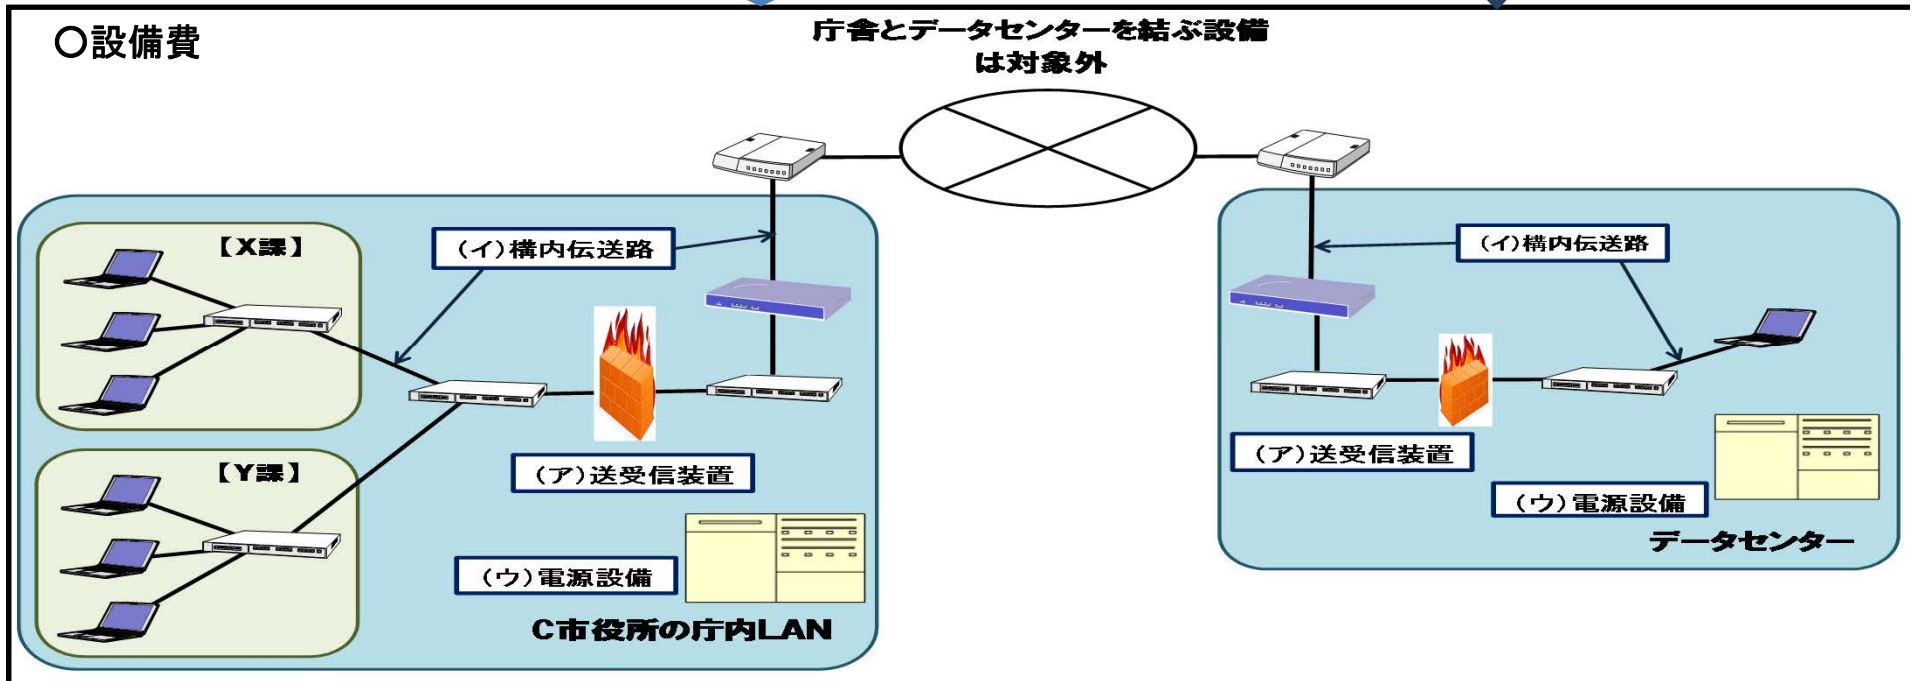 〇設備費
庁舎とデータセンターを結ぶ設備
は対象外
【X課】
（イ）構内伝送路
（ア）送受信装置
【Y課】
（ウ）電源設備
C市役所の庁内LAN
（イ）構内伝送路
（ア）送受信装置
（ウ）電源設備
データセンター